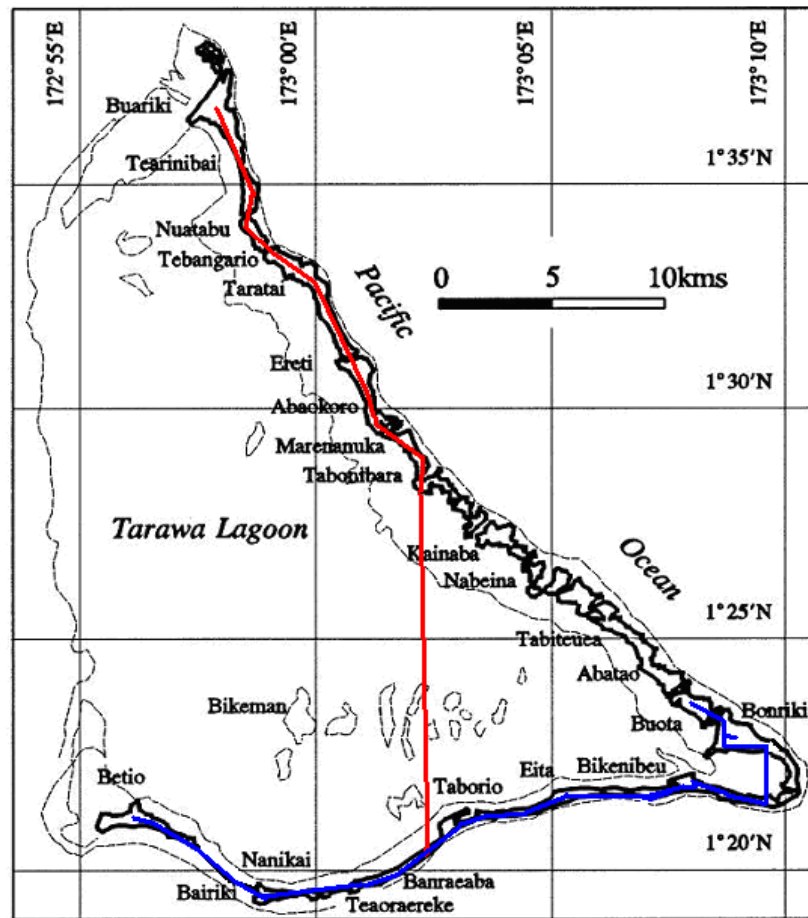 172°55′E
173°00′E
173°05′E
173°10′E
Buariki
1°35′N
Tearinibai
Nuatabu
Tebangario
Taratai
Pacific
0 5 10kms
Ereti
1°30′N
Abaokoro
Marenanuka
Tabonibara
Tarawa Lagoon
Kainaba
Nabeina
Ocean
1°25′N
Tabiteuea
Abatao
Bikeman
Buota
Bonriki
Betio
Eita
Bikenibeu
Taborio
1°20′N
Nanikai
Bairiki
Banraeaba
Teaoraereke